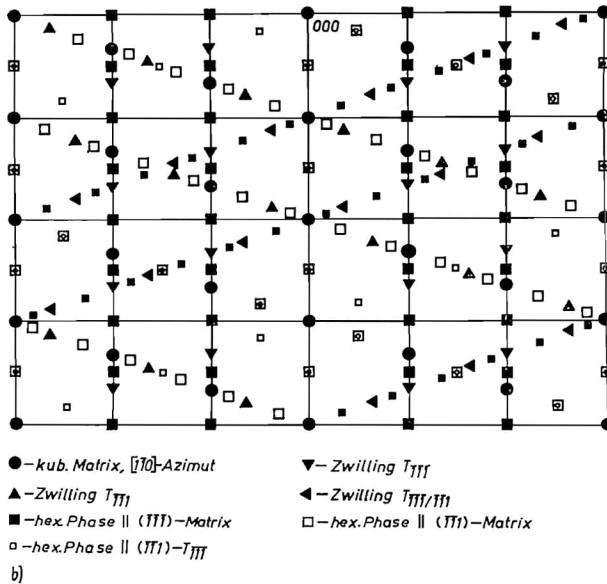 000
●-kub. Matrix, [1̄10]-Azimut
▼-Zwilling T1̄1̄1̄
▲-Zwilling T1̄1̄1
◀-Zwilling T1̄1̄1̄/1̄1̄1
■-hex. Phase || (1̄1̄1̄)-Matrix
□-hex. Phase || (1̄1̄1)-Matrix
▫-hex. Phase || (1̄1̄1)-T1̄1̄1̄
b)